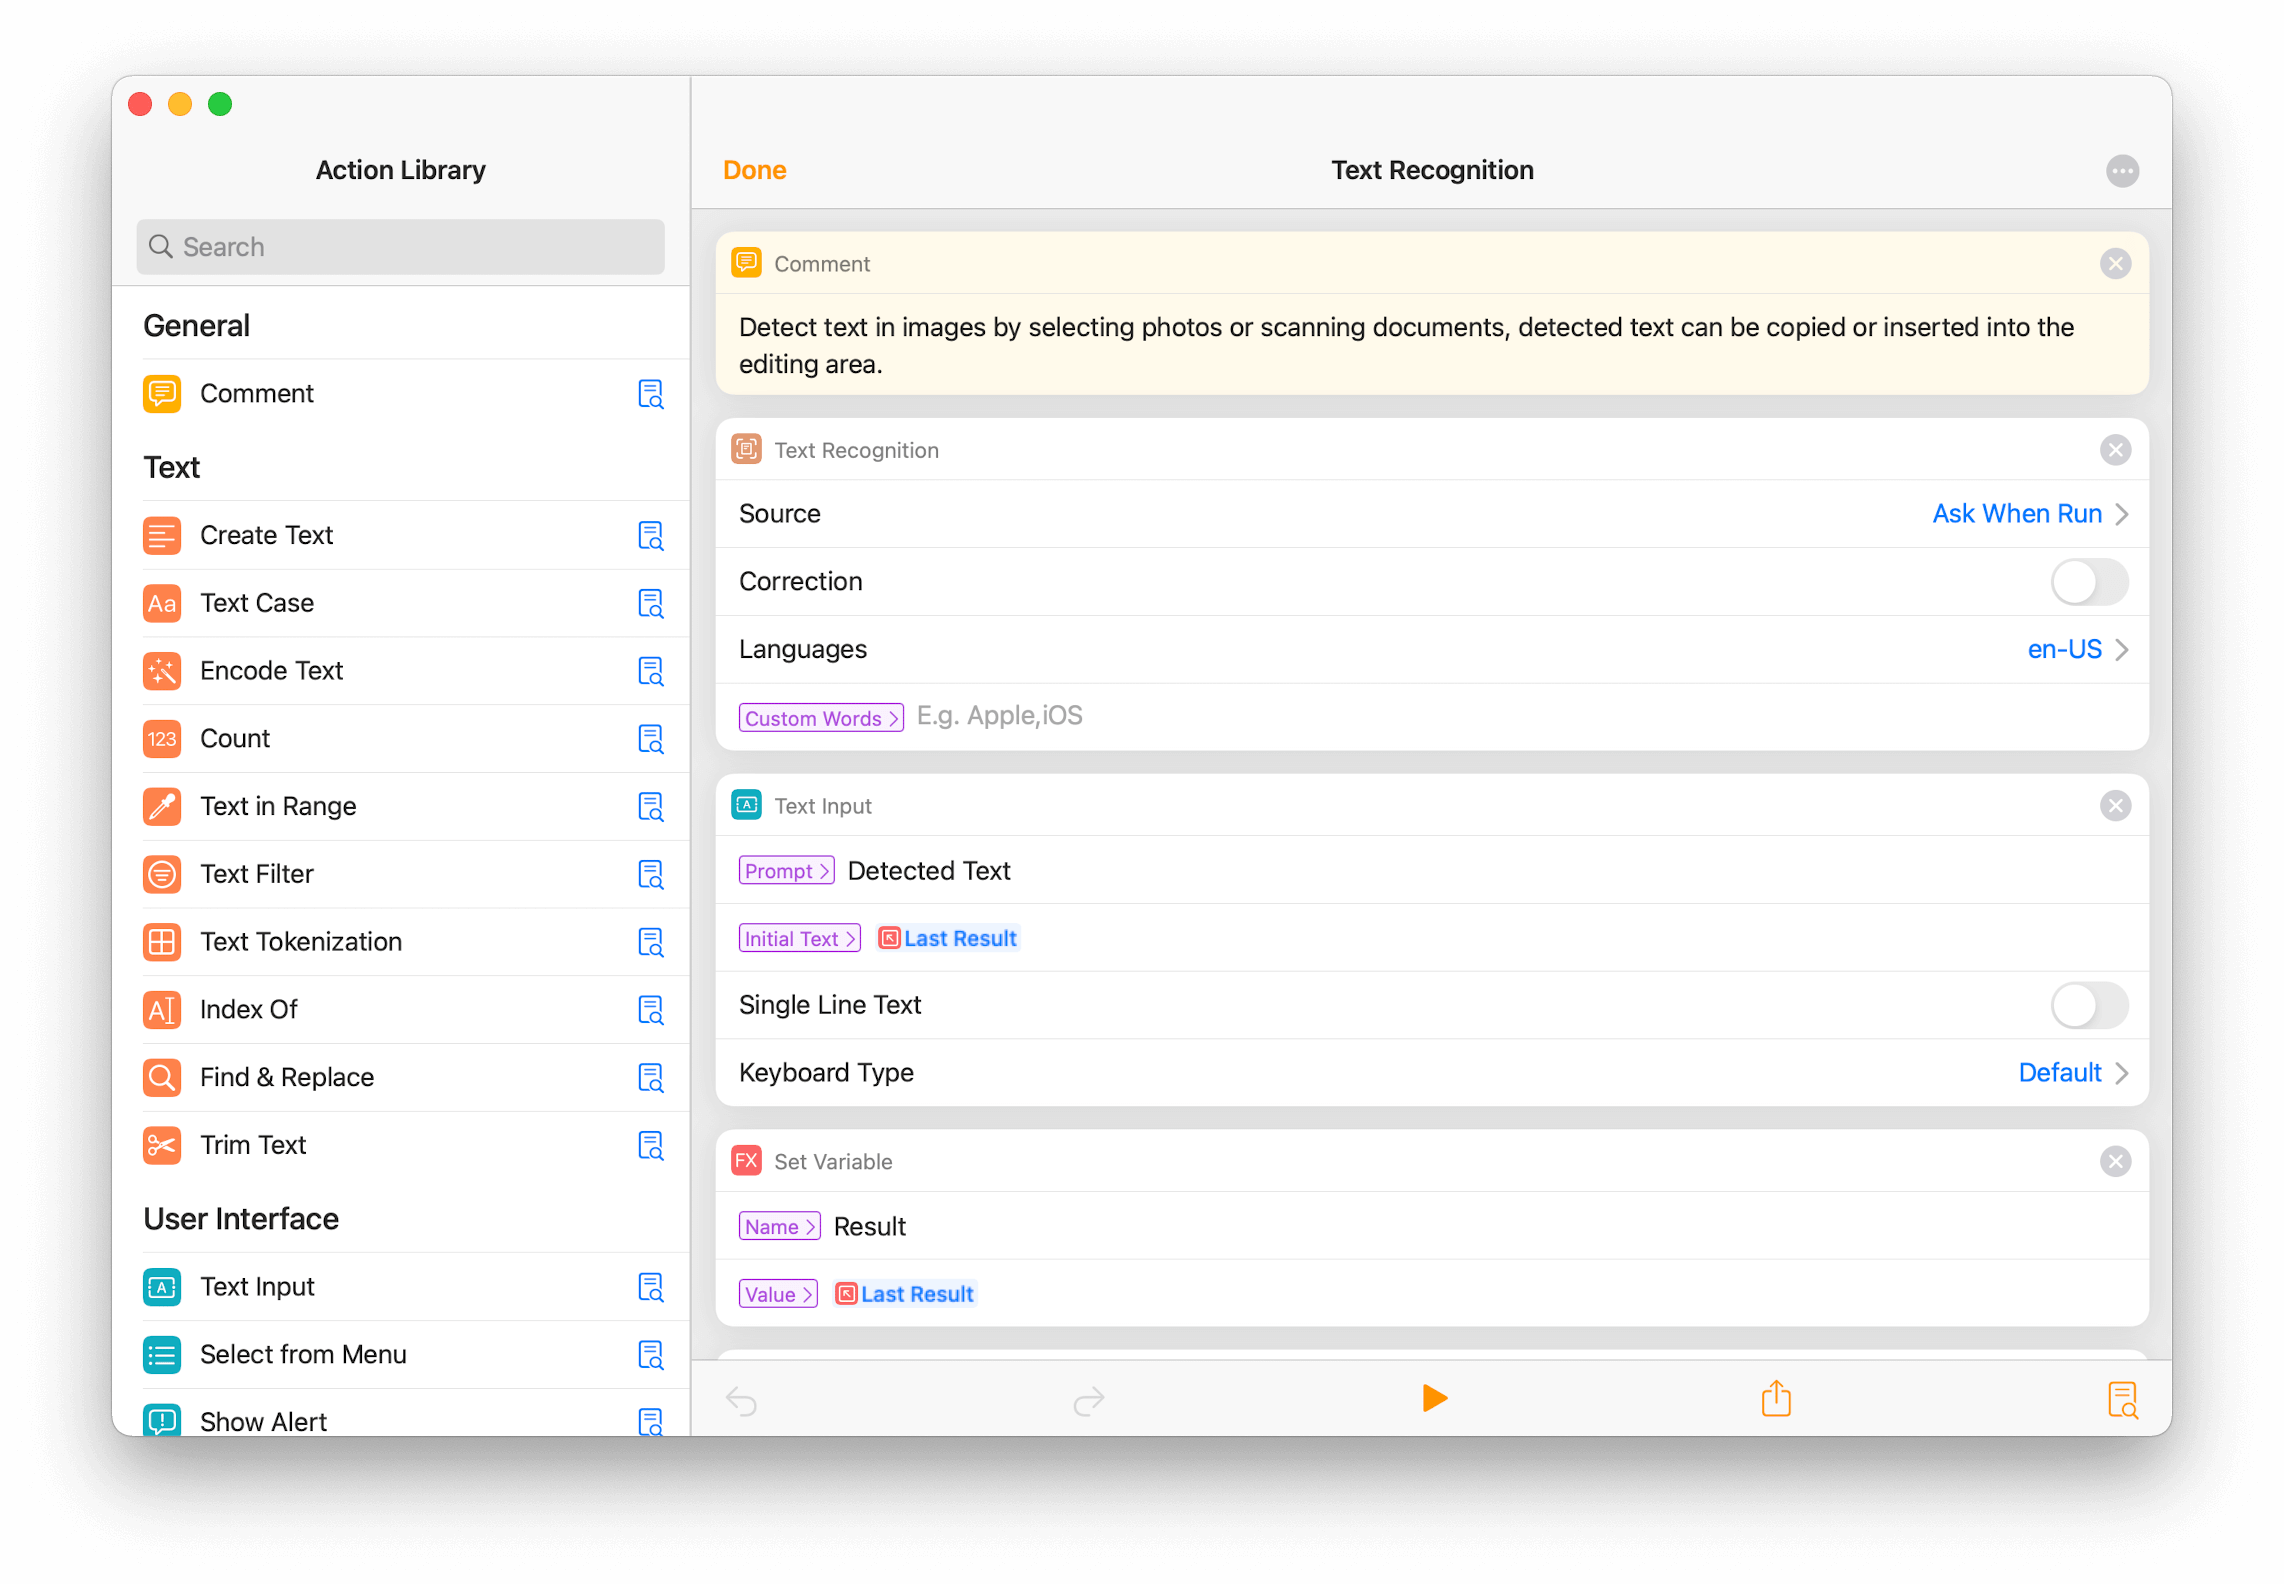 Action Library
Search
General
Comment
Text
Create Text
Aa Text Case
Encode Text
123 Count
Text in Range
Text Filter
Text Tokenization
A Index Of
Find & Replace
Trim Text
User Interface
A Text Input
Select from Menu
Show Alert
Done
Text Recognition
Comment
Detect text in images by selecting photos or scanning documents, detected text can be copied or inserted into the
editing area.
Text Recognition
Source Ask When Run
Correction
Languages en-US
Custom Words E.g. Apple,iOS
A Text Input
Prompt Detected Text
Initial Text Last Result
Single Line Text
Keyboard Type Default
FX Set Variable
Name Result
Value Last Result